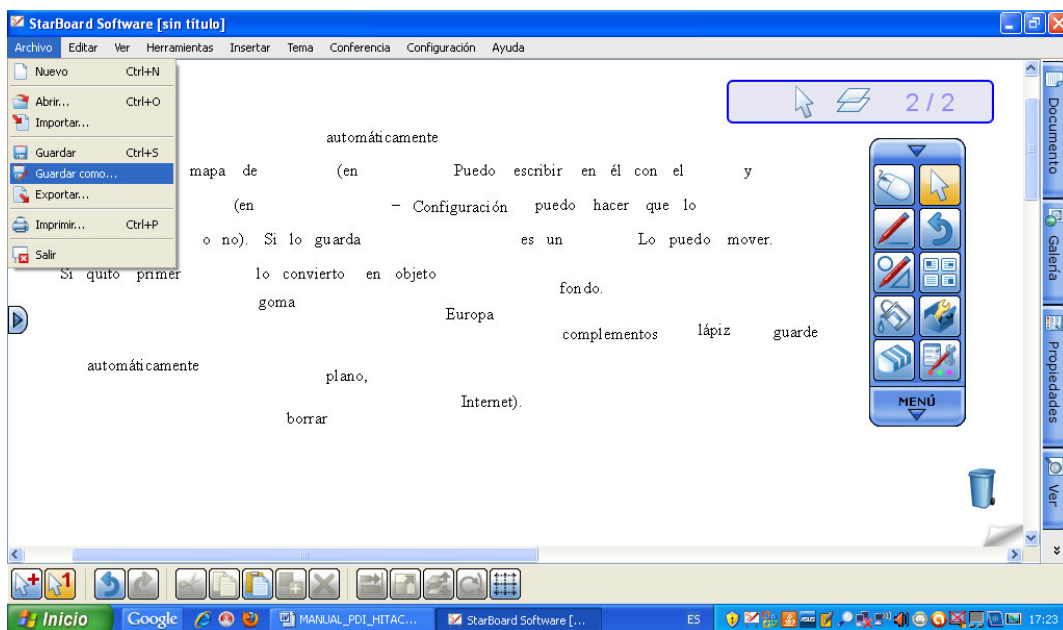 StarBoard Software [sin título]
Archivo Editar Ver Herramientas Insertar Tema Conferencia Configuración Ayuda
Nuevo Ctrl+N
Abrir... Ctrl+O
Importar...
Guardar Ctrl+S
Guardar como...
Exportar...
Imprimir... Ctrl+P
Salir
2 / 2
automáticamente
mapa de (en Puedo escribir en él con el y
(en – Configuración puedo hacer que lo
o no). Si lo guarda es un Lo puedo mover.
Si quito primer lo convierto en objeto
fondo.
goma
Europa
complementos lápiz guarde
automáticamente
plano,
Internet).
borrar
MENÚ
Documento
Galería
Propiedades
Ver
Inicio Google MANUAL_PDI_HITAC... StarBoard Software [... ES 17:23